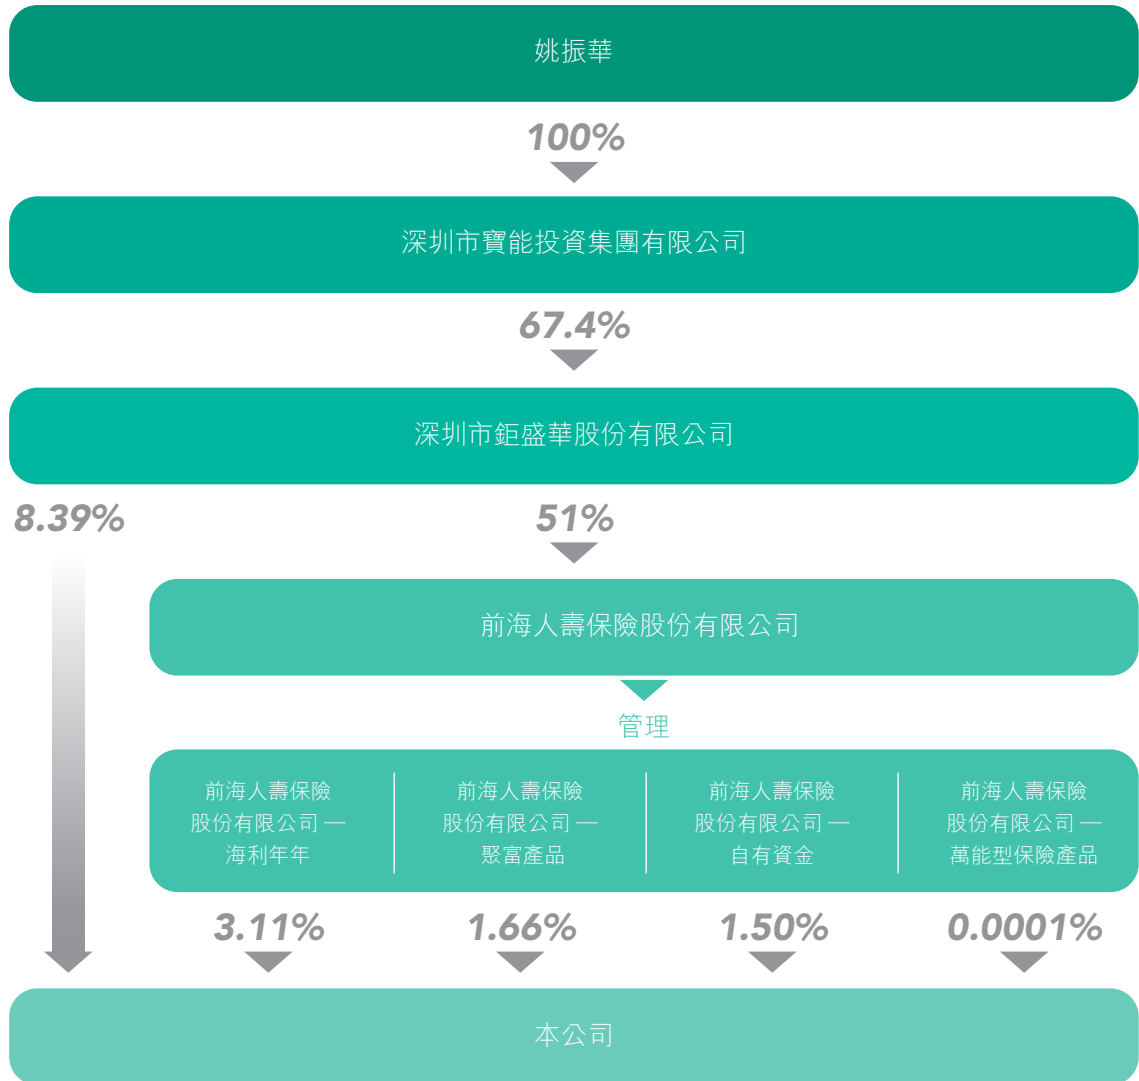 姚振華
100%
深圳市寶能投資集團有限公司
67.4%
深圳市鉅盛華股份有限公司
8.39%
51%
前海人壽保險股份有限公司
管理
前海人壽保險
股份有限公司 —
海利年年
前海人壽保險
股份有限公司 —
聚富產品
前海人壽保險
股份有限公司 —
自有資金
前海人壽保險
股份有限公司 —
萬能型保險產品
3.11%
1.66%
1.50%
0.0001%
本公司